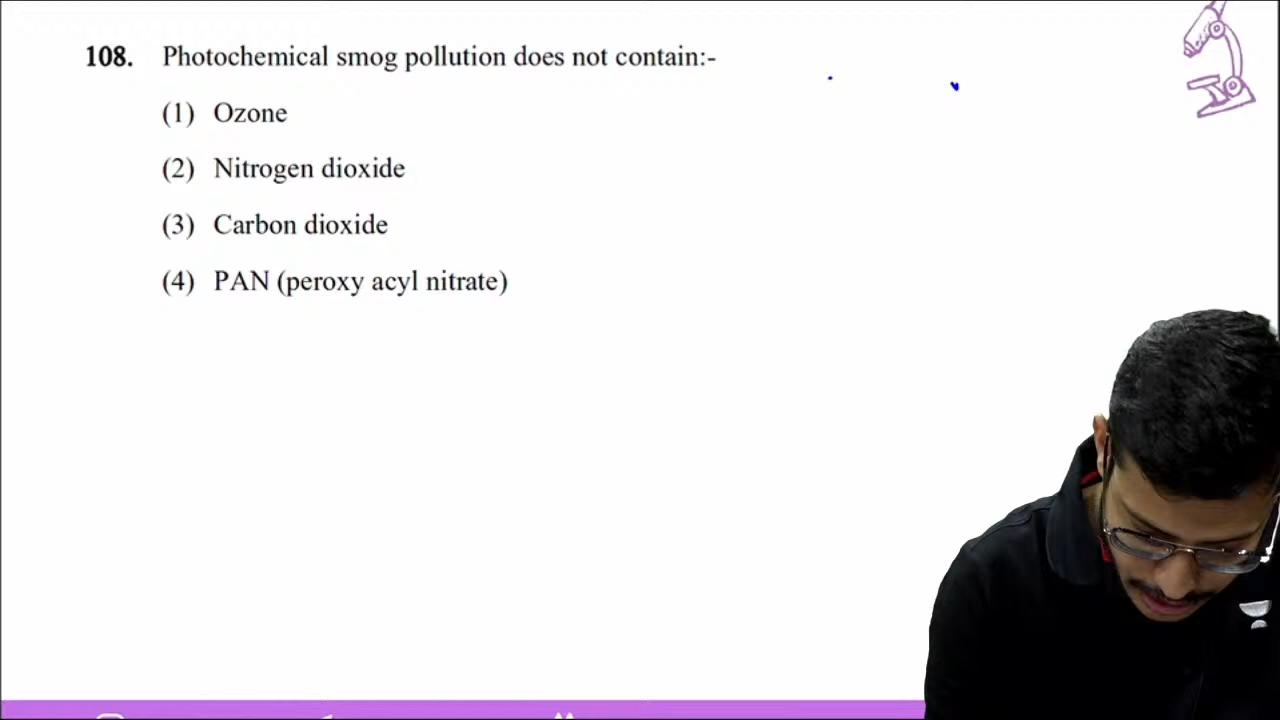 108. Photochemical smog pollution does not contain:-
(1) Ozone
(2) Nitrogen dioxide
(3) Carbon dioxide
(4) PAN (peroxy acyl nitrate)